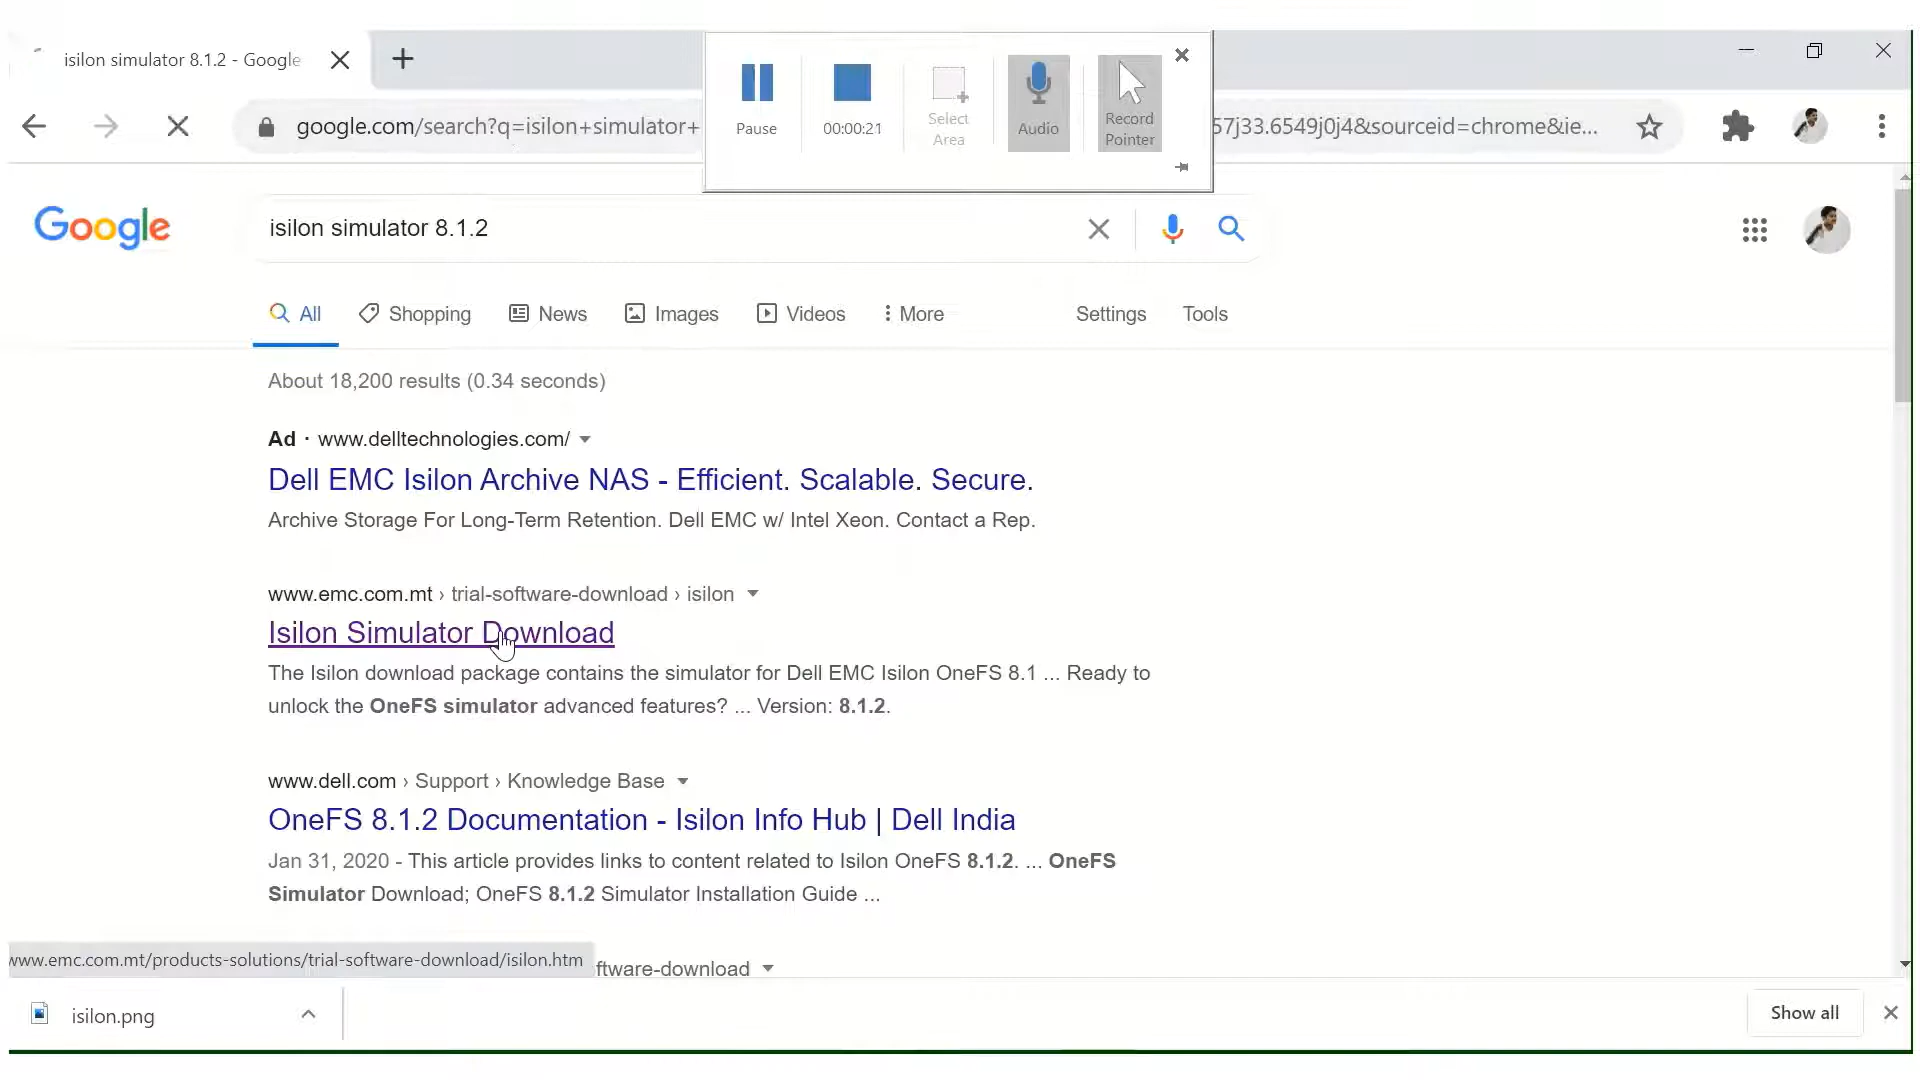 isilon simulator 8.1.2 - Google
Pause
00:00:21
Select
Area
Audio
Record
Pointer
google.com/search?q=isilon+simulator+
57j33.6549j0j4&sourceid=chrome&ie...
Google
isilon simulator 8.1.2
All
Shopping
News
Images
Videos
More
Settings
Tools
About 18,200 results (0.34 seconds)
Ad · www.delltechnologies.com/
Dell EMC Isilon Archive NAS - Efficient. Scalable. Secure.
Archive Storage For Long-Term Retention. Dell EMC w/ Intel Xeon. Contact a Rep.
www.emc.com.mt › trial-software-download › isilon
Isilon Simulator Download
The Isilon download package contains the simulator for Dell EMC Isilon OneFS 8.1 ... Ready to
unlock the OneFS simulator advanced features? ... Version: 8.1.2.
www.dell.com › Support › Knowledge Base
OneFS 8.1.2 Documentation - Isilon Info Hub | Dell India
Jan 31, 2020 - This article provides links to content related to Isilon OneFS 8.1.2. ... OneFS
Simulator Download; OneFS 8.1.2 Simulator Installation Guide ...
www.emc.com.mt/products-solutions/trial-software-download/isilon.htm
ftware-download
isilon.png
Show all